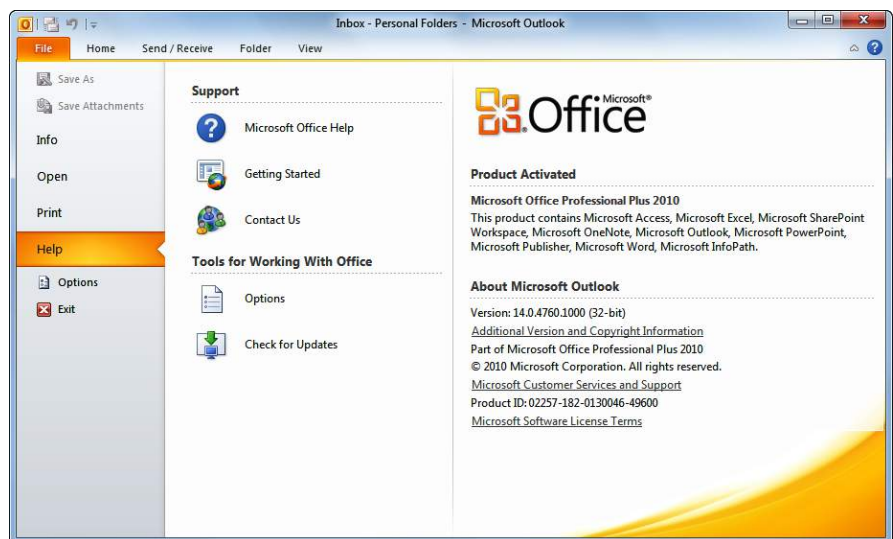 Inbox - Personal Folders - Microsoft Outlook
File Home Send / Receive Folder View
Save As
Save Attachments
Info
Open
Print
Help
Options
Exit
Support
Microsoft Office Help
Getting Started
Contact Us
Tools for Working With Office
Options
Check for Updates
Microsoft®
Office
Product Activated
Microsoft Office Professional Plus 2010
This product contains Microsoft Access, Microsoft Excel, Microsoft SharePoint
Workspace, Microsoft OneNote, Microsoft Outlook, Microsoft PowerPoint,
Microsoft Publisher, Microsoft Word, Microsoft InfoPath.
About Microsoft Outlook
Version: 14.0.4760.1000 (32-bit)
Additional Version and Copyright Information
Part of Microsoft Office Professional Plus 2010
© 2010 Microsoft Corporation. All rights reserved.
Microsoft Customer Services and Support
Product ID: 02257-182-0130046-49600
Microsoft Software License Terms